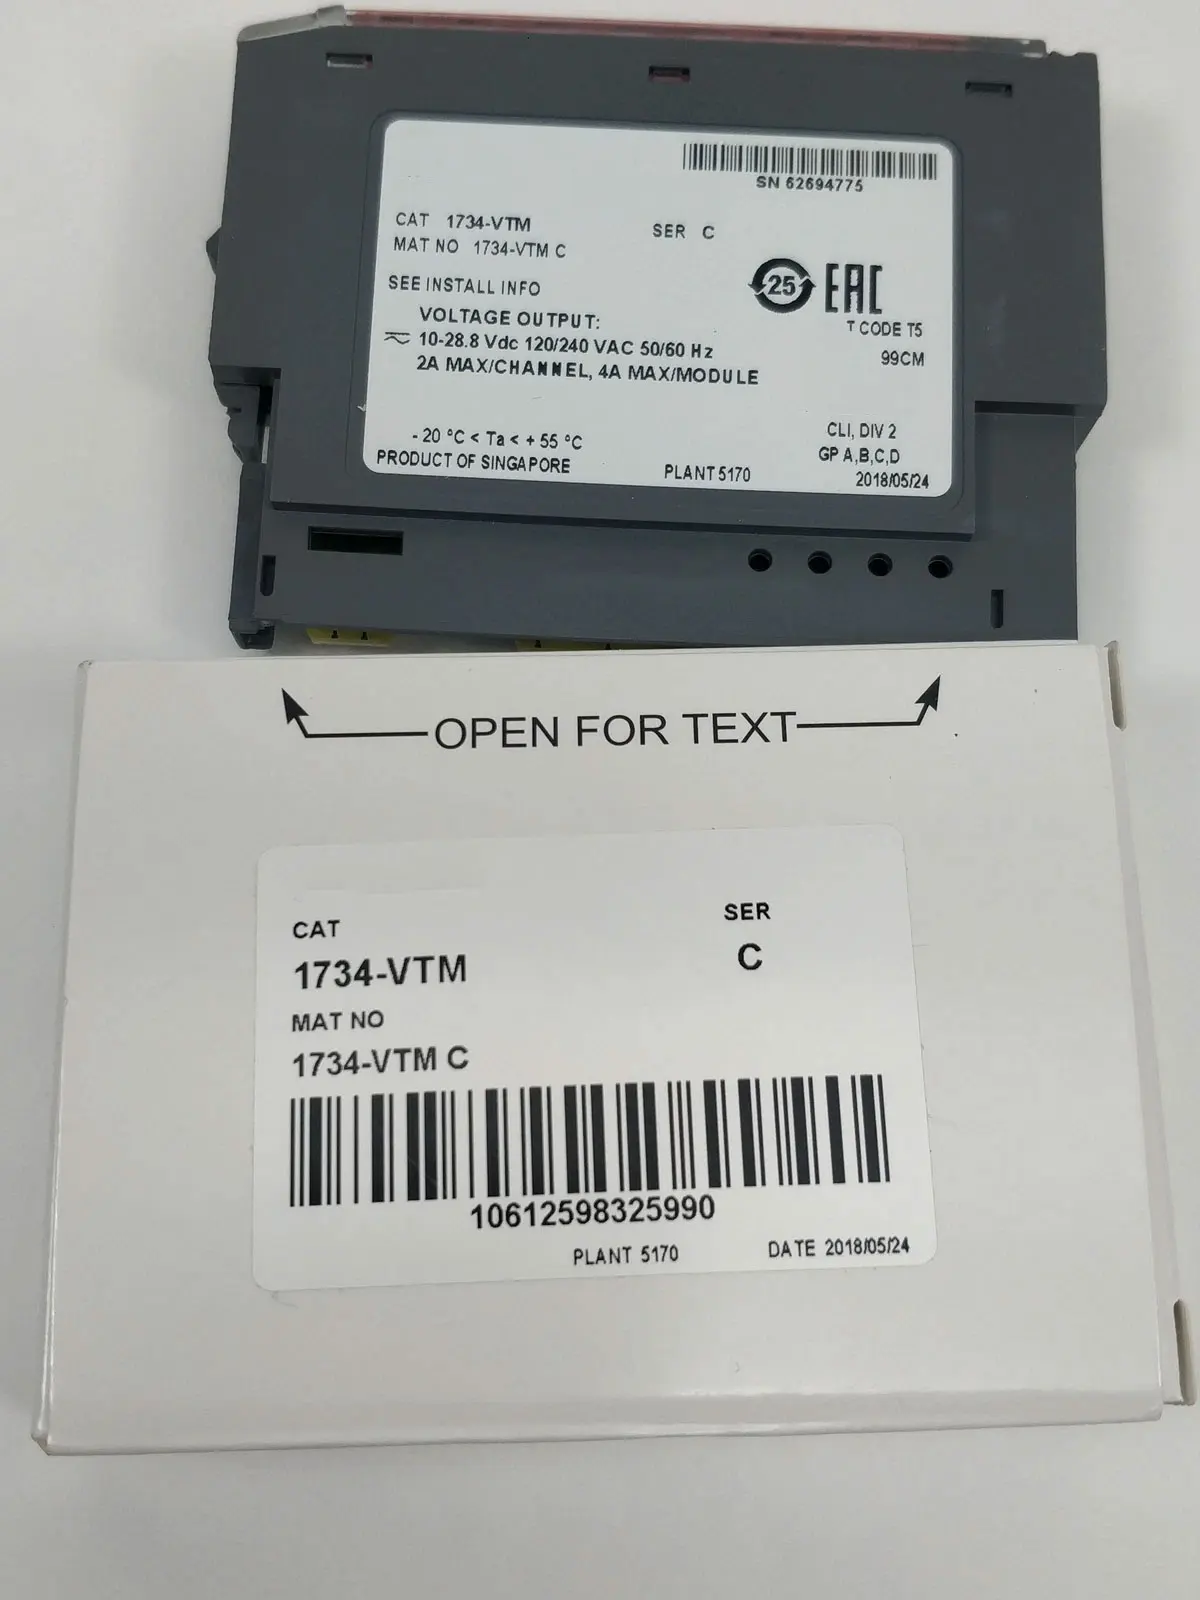 SN 62694775
CAT 1734-VTM SER C
MAT NO 1734-VTM C
SEE INSTALL INFO
25 EAC
VOLTAGE OUTPUT:
10-28.8 Vdc 120/240 VAC 50/60 Hz
2A MAX/CHANNEL, 4A MAX/MODULE
T CODE T5
99CM
-20 °C < Ta < +55 °C
CLI, DIV 2
GP A,B,C,D
PRODUCT OF SINGAPORE PLANT 5170 2018/05/24
OPEN FOR TEXT
CAT SER
1734-VTM C
MAT NO
1734-VTM C
10612598325990
PLANT 5170 DATE 2018/05/24